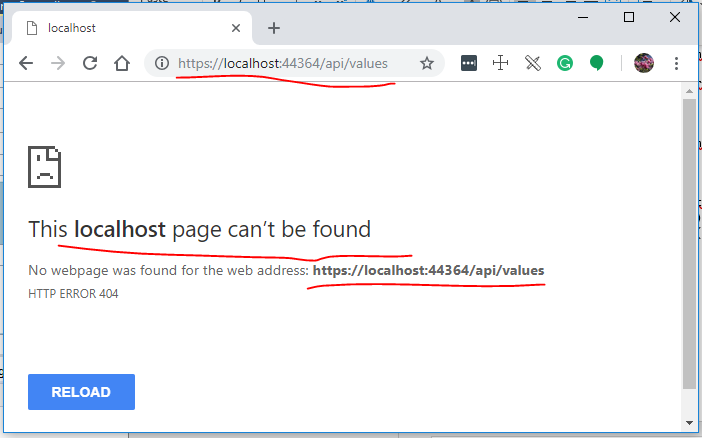 localhost
https://localhost:44364/api/values
This localhost page can't be found
No webpage was found for the web address: https://localhost:44364/api/values
HTTP ERROR 404
RELOAD